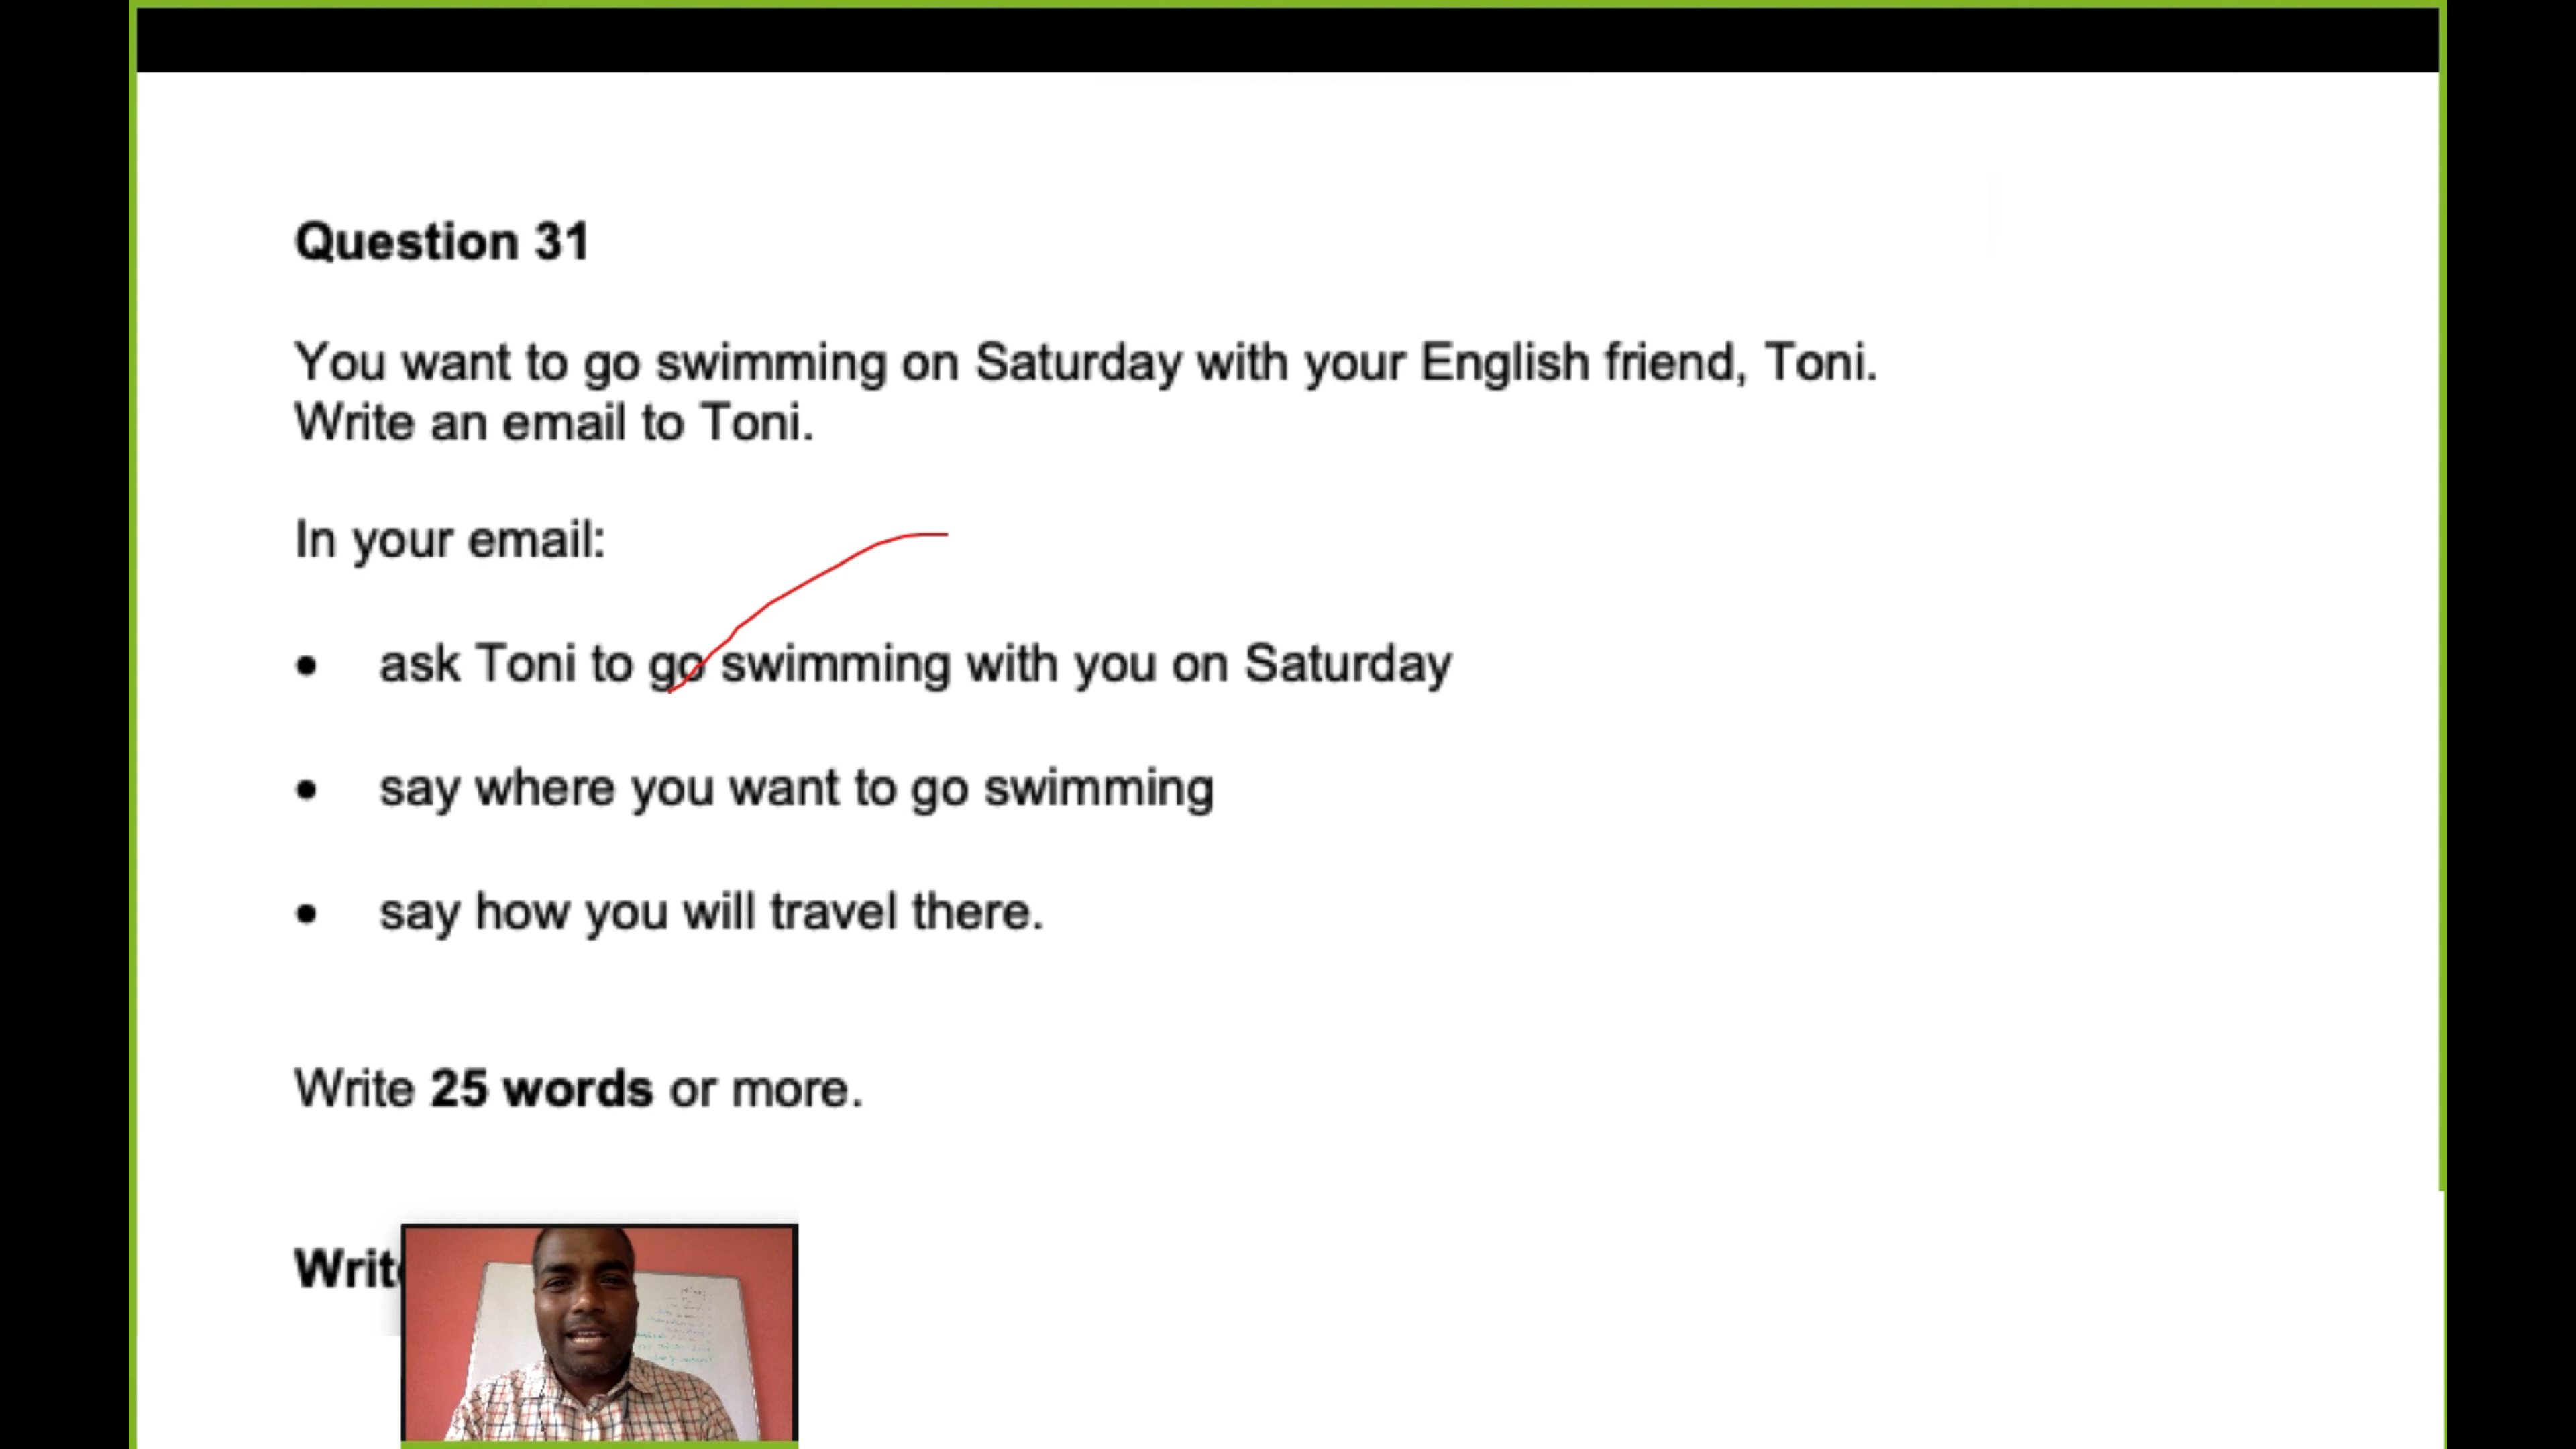 Question 31
You want to go swimming on Saturday with your English friend, Toni.
Write an email to Toni.
In your email:
• ask Toni to go swimming with you on Saturday
• say where you want to go swimming
• say how you will travel there.
Write 25 words or more.